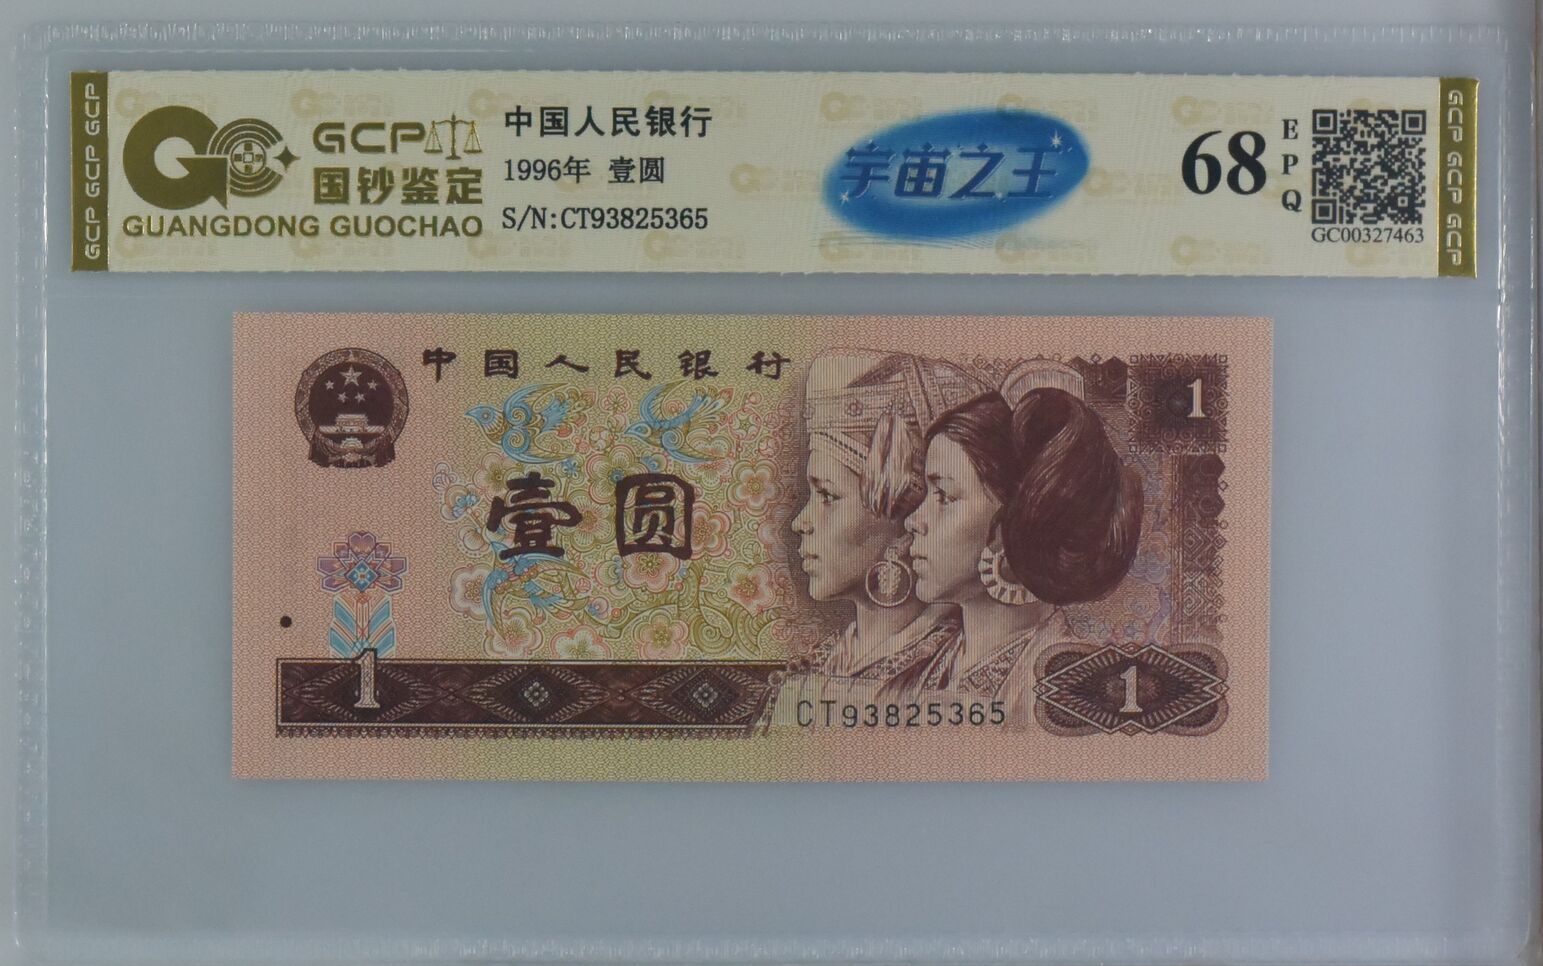 GCP GCP GCP
GCP
国钞鉴定
GUANGDONG GUOCHAO
中国人民银行
1996年 壹圆
S/N:CT93825365
宇宙之王
68
EPQ
GC00327463
GCP GCP GCP
中国人民银行
1
壹圆
1
CT93825365
1